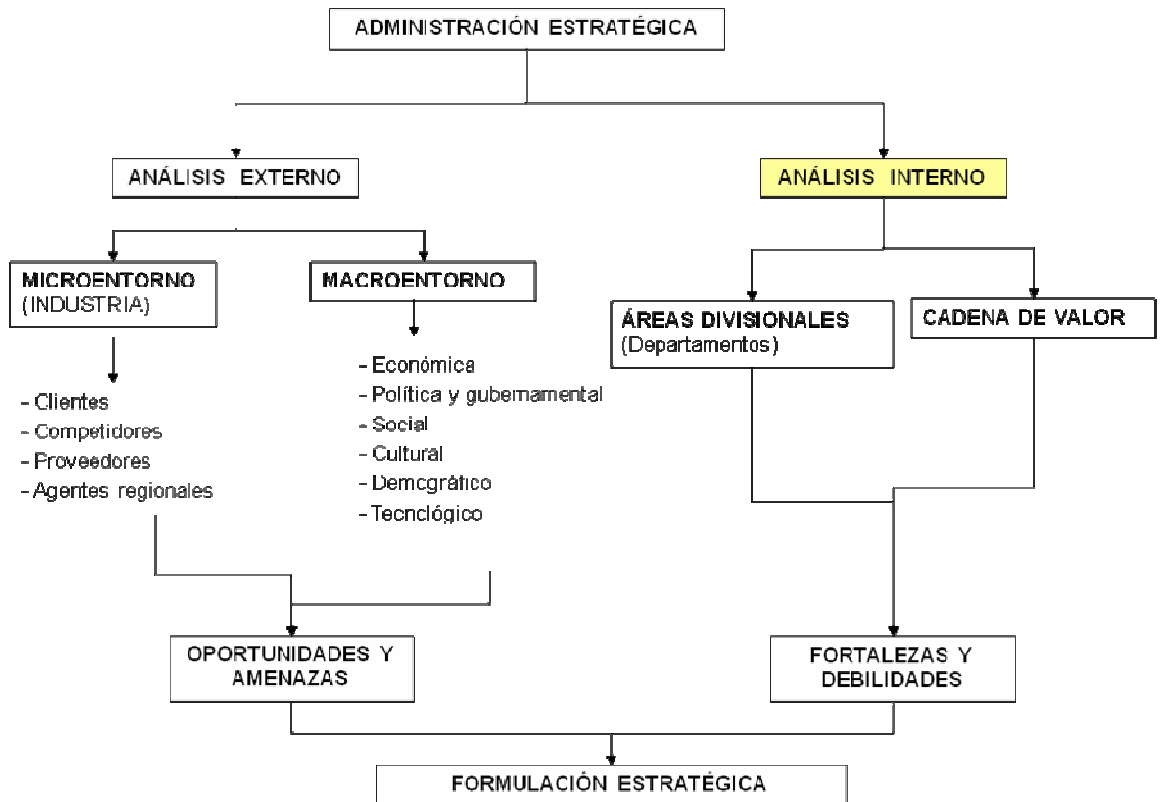 ADMINISTRACIÓN ESTRATÉGICA
ANÁLISIS EXTERNO
ANÁLISIS INTERNO
MICROENTORNO
(INDUSTRIA)
MACROENTORNO
ÁREAS DIVISIONALES
(Departamentos)
CADENA DE VALOR
- Clientes
- Competidores
- Proveedores
- Agentes regionales
- Económica
- Política y gubernamental
- Social
- Cultural
- Demográfico
- Tecnológico
OPORTUNIDADES Y
AMENAZAS
FORTALEZAS Y
DEBILIDADES
FORMULACIÓN ESTRATÉGICA